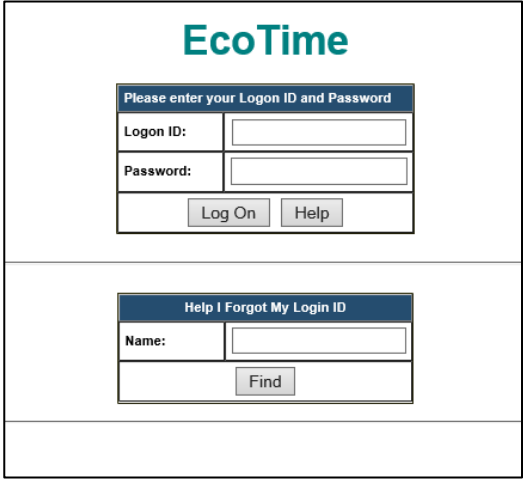 EcoTime
Please enter your Logon ID and Password
Logon ID:
Password:
Log On Help
Help I Forgot My Login ID
Name:
Find